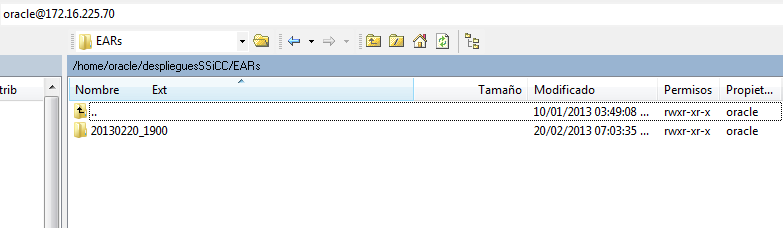 oracle@172.16.225.70
EARs
/home/oracle/desplieguesSSiCC/EARs
trib Nombre Ext Tamaño Modificado Permisos Propiet...
.. 10/01/2013 03:49:08 ... rwxr-xr-x oracle
20130220_1900 20/02/2013 07:03:35 ... rwxr-xr-x oracle